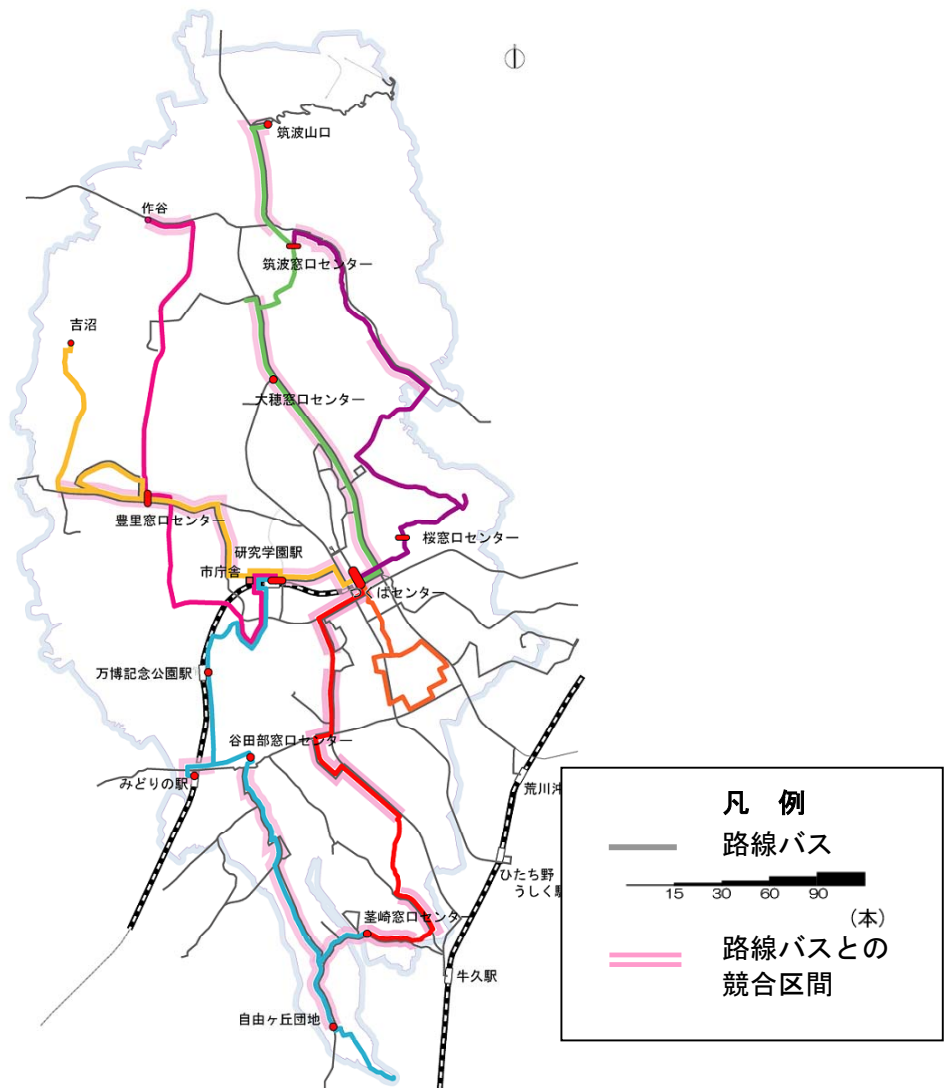 筑波山口
作谷
筑波窓口センター
吉沼
大穂窓口センター
豊里窓口センター
桜窓口センター
研究学園駅
市庁舎
つくばセンター
万博記念公園駅
谷田部窓口センター
みどりの駅
荒川沖
ひたち野
うしく駅
茎崎窓口センター
牛久駅
自由ヶ丘団地
凡 例
路線バス
15 30 60 90
(本)
路線バスとの
競合区間